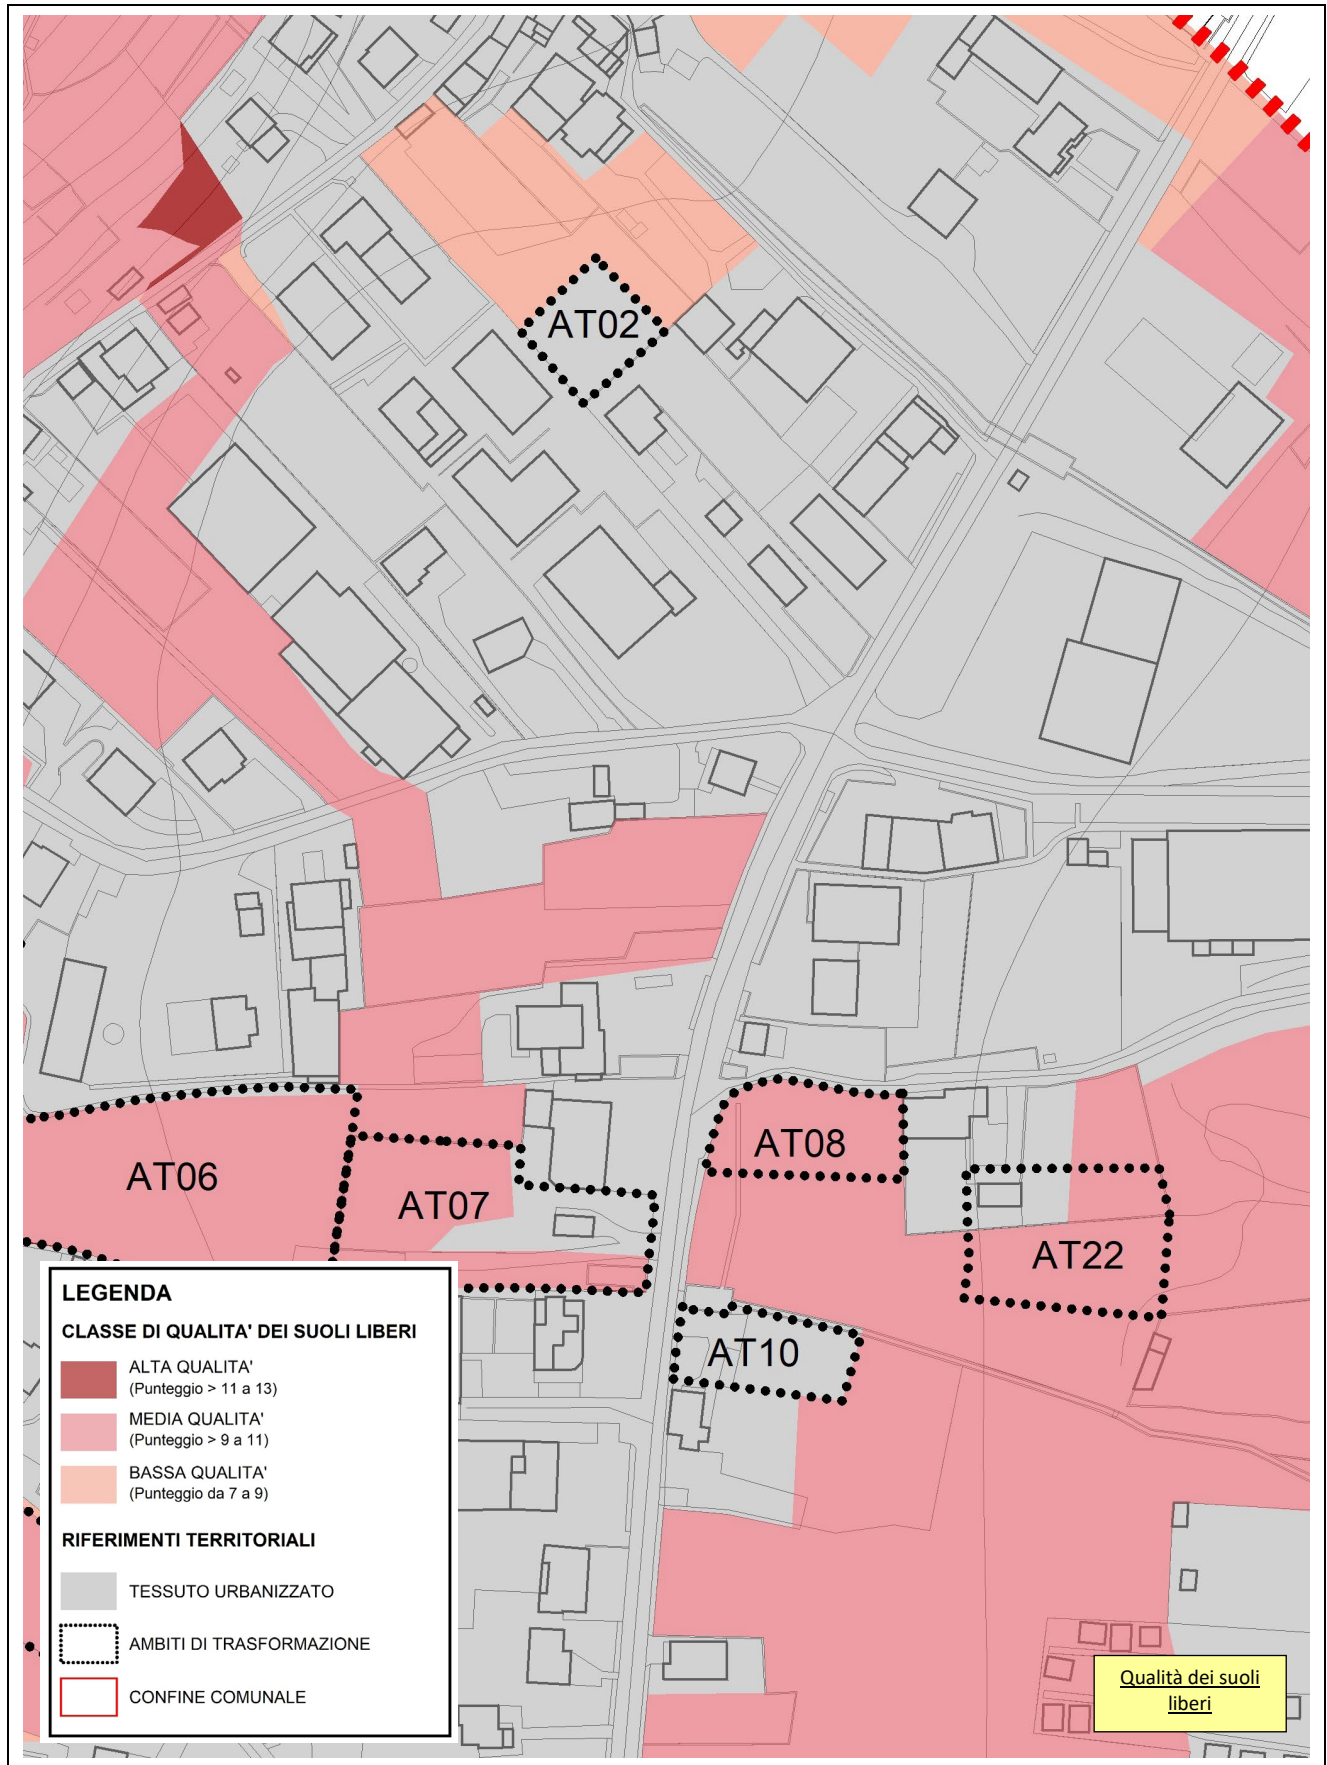 AT02
AT08
AT06
AT07
AT22
AT10
LEGENDA
CLASSE DI QUALITA' DEI SUOLI LIBERI
ALTA QUALITA'
(Punteggio > 11 a 13)
MEDIA QUALITA'
(Punteggio > 9 a 11)
BASSA QUALITA'
(Punteggio da 7 a 9)
RIFERIMENTI TERRITORIALI
TESSUTO URBANIZZATO
AMBITI DI TRASFORMAZIONE
CONFINE COMUNALE
Qualità dei suoli
liberi